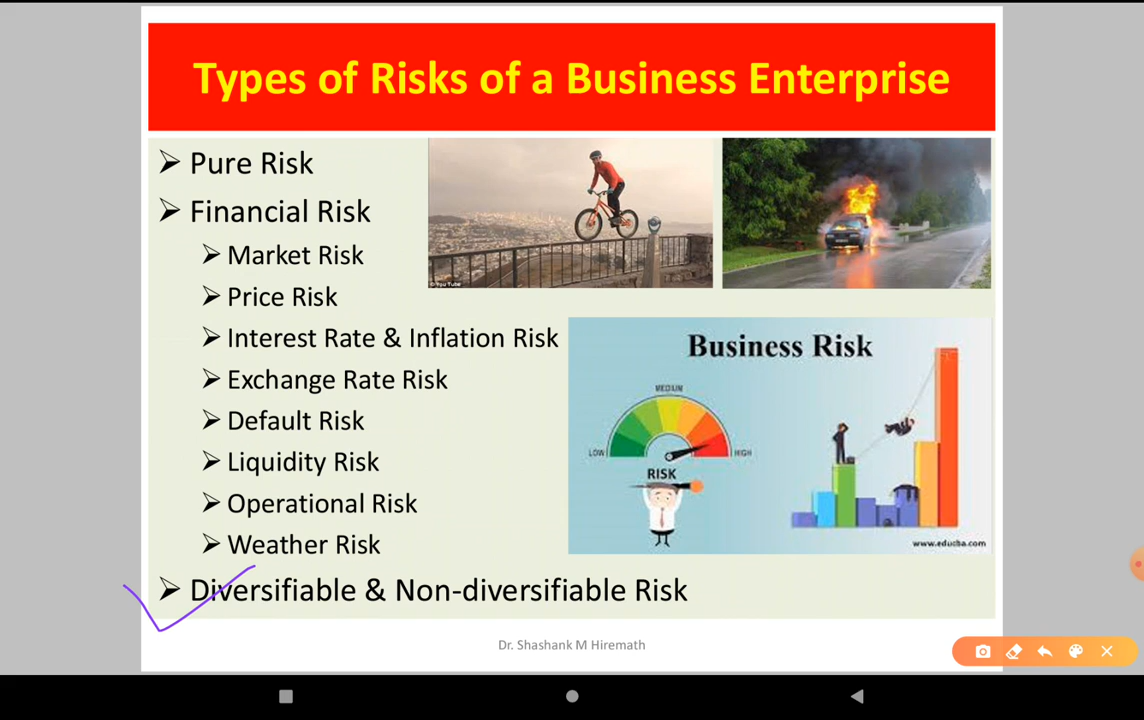 Types of Risks of a Business Enterprise
Pure Risk
Financial Risk
Market Risk
Price Risk
Interest Rate & Inflation Risk
Exchange Rate Risk
Default Risk
Liquidity Risk
Operational Risk
Weather Risk
Diversifiable & Non-diversifiable Risk
© You Tube
Business Risk
MEDIUM
LOW
HIGH
RISK
www.educba.com
Dr. Shashank M Hiremath